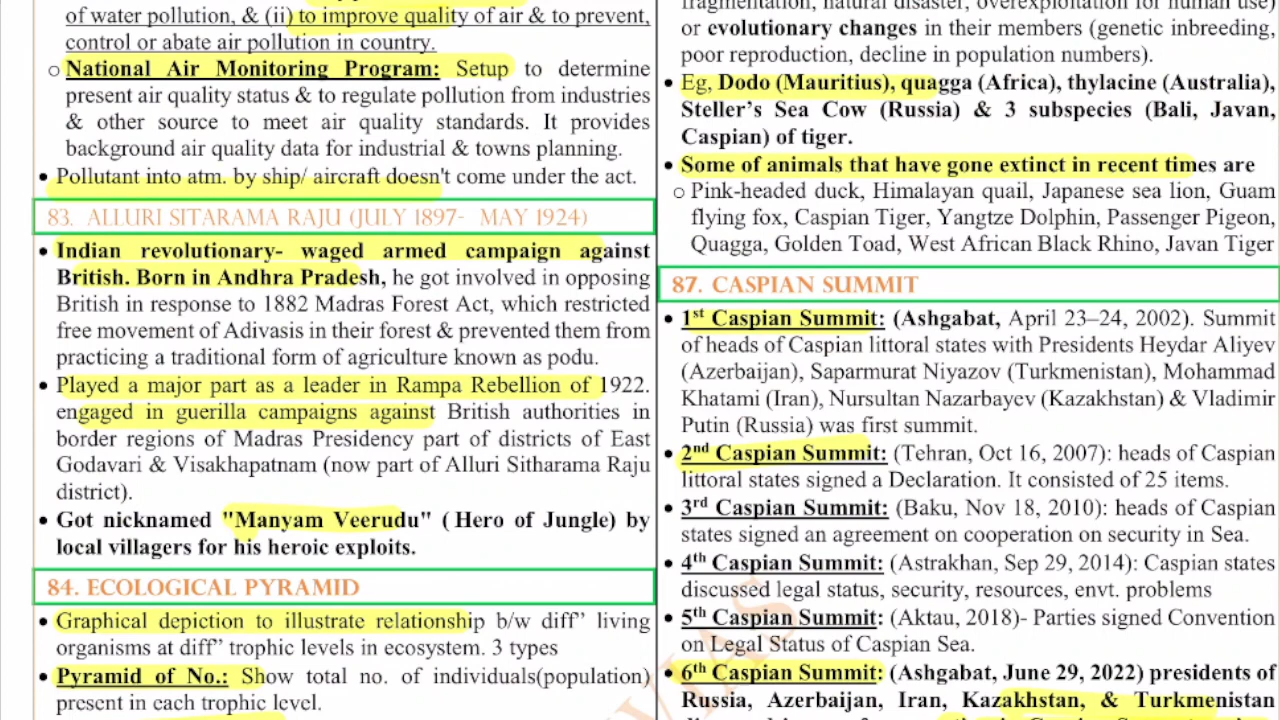 of water pollution, & (ii) to improve quality of air & to prevent,
control or abate air pollution in country.
o National Air Monitoring Program: Setup to determine
present air quality status & to regulate pollution from industries
& other source to meet air quality standards. It provides
background air quality data for industrial & towns planning.
• Pollutant into atm. by ship/ aircraft doesn't come under the act.
83. ALLURI SITARAMA RAJU (JULY 1897- MAY 1924)
• Indian revolutionary- waged armed campaign against
British. Born in Andhra Pradesh, he got involved in opposing
British in response to 1882 Madras Forest Act, which restricted
free movement of Adivasis in their forest & prevented them from
practicing a traditional form of agriculture known as podu.
• Played a major part as a leader in Rampa Rebellion of 1922.
engaged in guerilla campaigns against British authorities in
border regions of Madras Presidency part of districts of East
Godavari & Visakhapatnam (now part of Alluri Sitharama Raju
district).
• Got nicknamed "Manyam Veerudu" ( Hero of Jungle) by
local villagers for his heroic exploits.
84. ECOLOGICAL PYRAMID
• Graphical depiction to illustrate relationship b/w diff” living
organisms at diff” trophic levels in ecosystem. 3 types
• Pyramid of No.: Show total no. of individuals(population)
present in each trophic level.
fragmentation, natural disaster, overexploitation for human use)
or evolutionary changes in their members (genetic inbreeding,
poor reproduction, decline in population numbers).
• Eg, Dodo (Mauritius), quagga (Africa), thylacine (Australia),
Steller’s Sea Cow (Russia) & 3 subspecies (Bali, Javan,
Caspian) of tiger.
• Some of animals that have gone extinct in recent times are
o Pink-headed duck, Himalayan quail, Japanese sea lion, Guam
flying fox, Caspian Tiger, Yangtze Dolphin, Passenger Pigeon,
Quagga, Golden Toad, West African Black Rhino, Javan Tiger
87. CASPIAN SUMMIT
• 1st Caspian Summit: (Ashgabat, April 23–24, 2002). Summit
of heads of Caspian littoral states with Presidents Heydar Aliyev
(Azerbaijan), Saparmurat Niyazov (Turkmenistan), Mohammad
Khatami (Iran), Nursultan Nazarbayev (Kazakhstan) & Vladimir
Putin (Russia) was first summit.
• 2nd Caspian Summit: (Tehran, Oct 16, 2007): heads of Caspian
littoral states signed a Declaration. It consisted of 25 items.
• 3rd Caspian Summit: (Baku, Nov 18, 2010): heads of Caspian
states signed an agreement on cooperation on security in Sea.
• 4th Caspian Summit: (Astrakhan, Sep 29, 2014): Caspian states
discussed legal status, security, resources, envt. problems
• 5th Caspian Summit: (Aktau, 2018)- Parties signed Convention
on Legal Status of Caspian Sea.
• 6th Caspian Summit: (Ashgabat, June 29, 2022) presidents of
Russia, Azerbaijan, Iran, Kazakhstan, & Turkmenistan